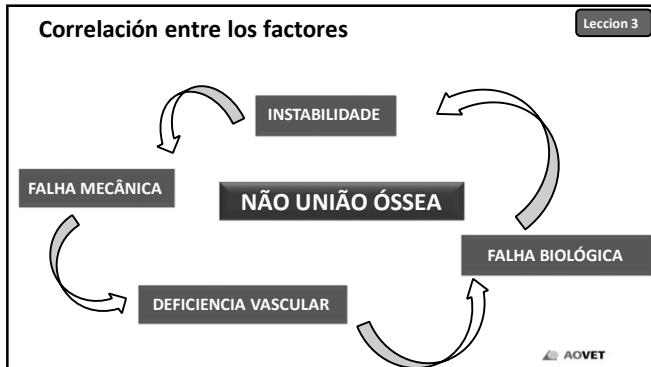 Correlación entre los factores
Leccion 3
INSTABILIDADE
FALHA MECÂNICA
NÃO UNIÃO ÓSSEA
FALHA BIOLÓGICA
DEFICIENCIA VASCULAR
AOVET